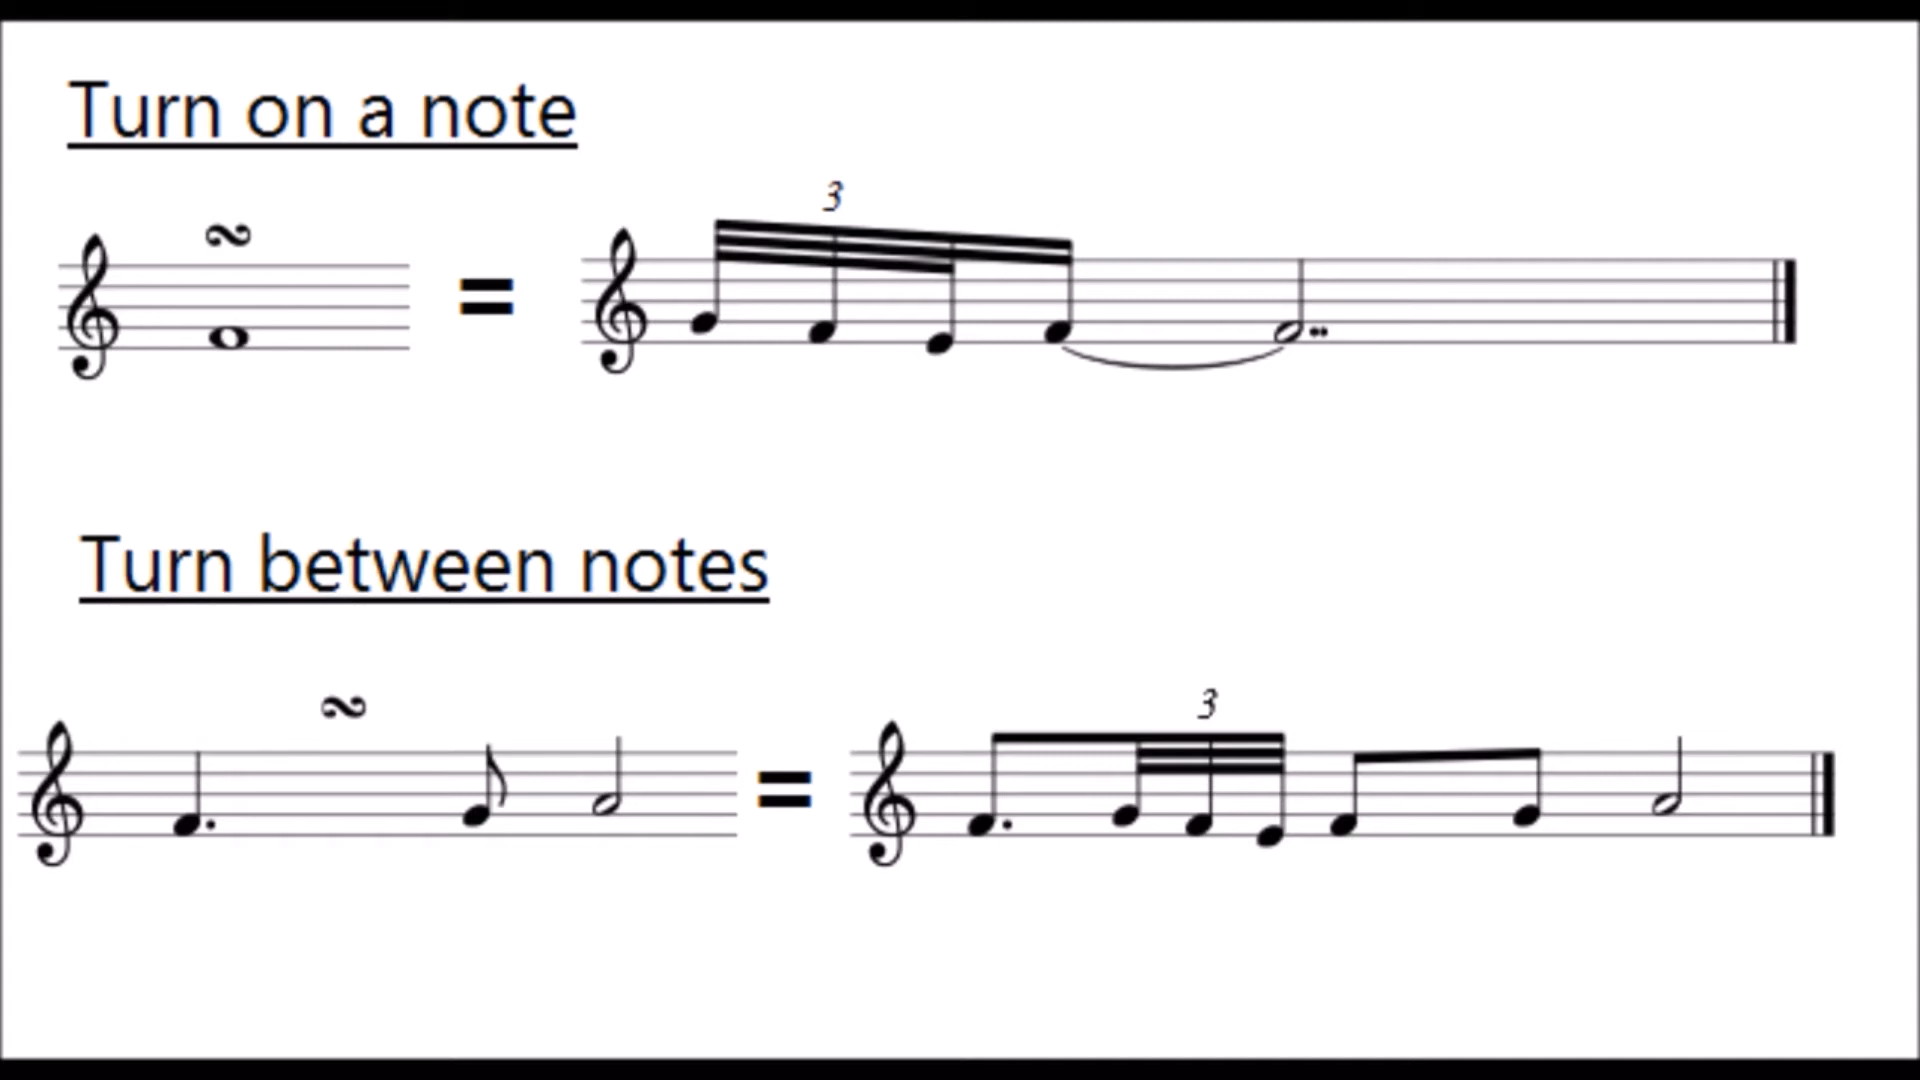 Turn on a note
3
=
Turn between notes
3
=